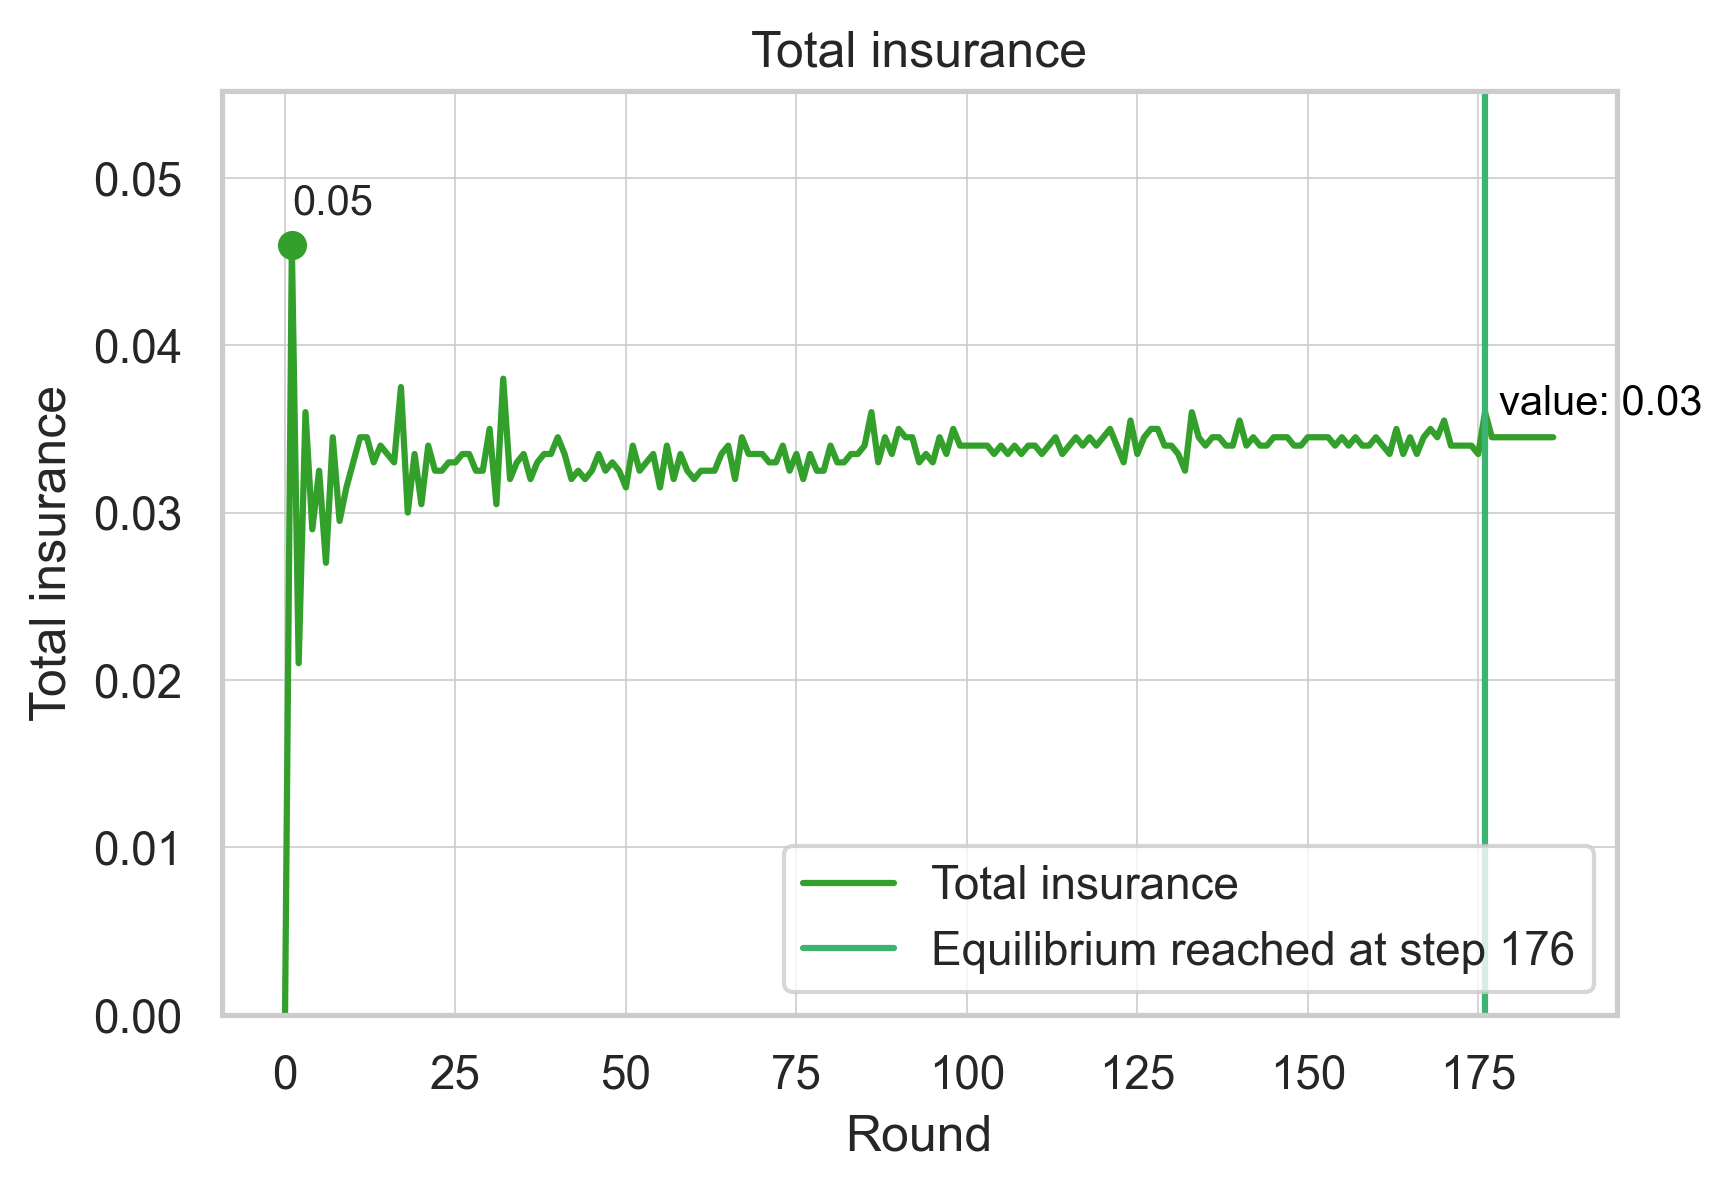 Total insurance
Total insurance
0.05
0.04
0.03
0.02
0.01
0.00
0.05
value: 0.03
Total insurance
Equilibrium reached at step 176
0 25 50 75 100 125 150 175
Round